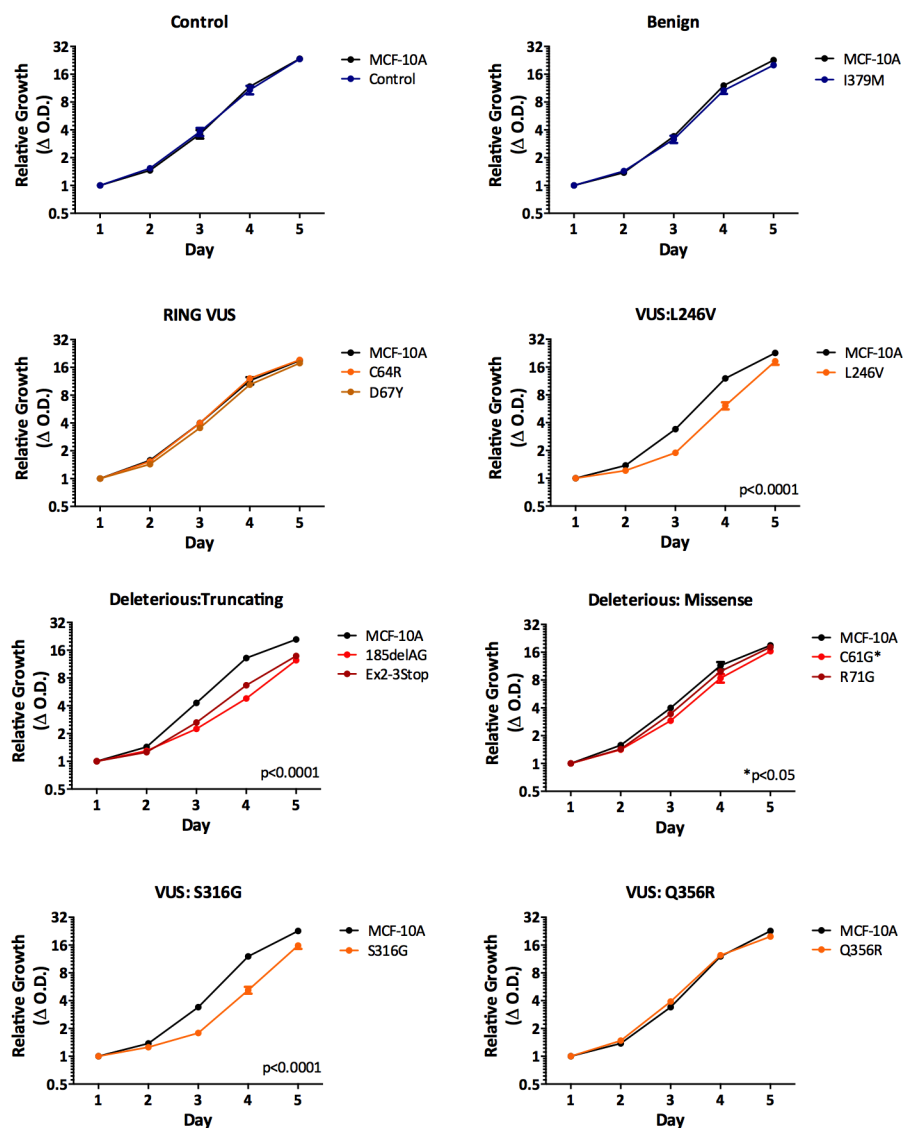 Control
32
16
8
4
2
1
0.5
Relative Growth
(Δ O.D.)
1 2 3 4 5
Day
MCF-10A
Control
Benign
32
16
8
4
2
1
0.5
Relative Growth
(Δ O.D.)
1 2 3 4 5
Day
MCF-10A
I379M
RING VUS
32
16
8
4
2
1
0.5
Relative Growth
(Δ O.D.)
1 2 3 4 5
Day
MCF-10A
C64R
D67Y
VUS:L246V
32
16
8
4
2
1
0.5
Relative Growth
(Δ O.D.)
1 2 3 4 5
Day
MCF-10A
L246V
p<0.0001
Deleterious:Truncating
32
16
8
4
2
1
0.5
Relative Growth
(Δ O.D.)
1 2 3 4 5
Day
MCF-10A
185delAG
Ex2-3Stop
p<0.0001
Deleterious: Missense
32
16
8
4
2
1
0.5
Relative Growth
(Δ O.D.)
1 2 3 4 5
Day
MCF-10A
C61G*
R71G
*p<0.05
VUS: S316G
32
16
8
4
2
1
0.5
Relative Growth
(Δ O.D.)
1 2 3 4 5
Day
MCF-10A
S316G
p<0.0001
VUS: Q356R
32
16
8
4
2
1
0.5
Relative Growth
(Δ O.D.)
1 2 3 4 5
Day
MCF-10A
Q356R